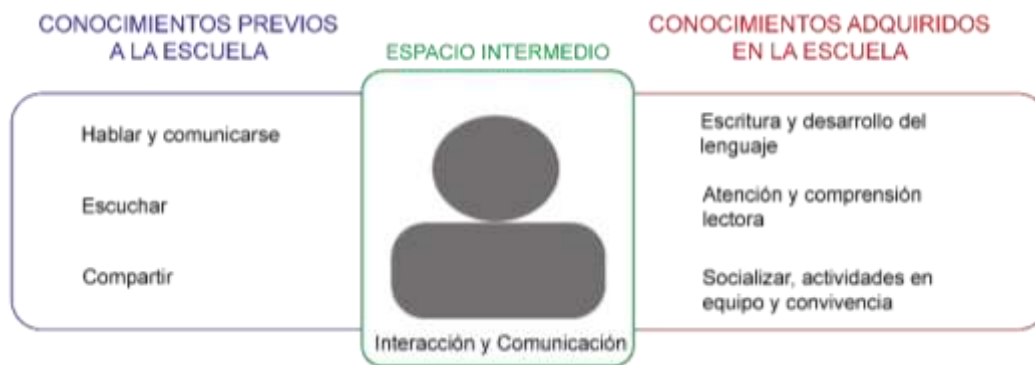 CONOCIMIENTOS PREVIOS
A LA ESCUELA
Hablar y comunicarse
Escuchar
Compartir
ESPACIO INTERMEDIO
Interacción y Comunicación
CONOCIMIENTOS ADQUIRIDOS
EN LA ESCUELA
Escritura y desarrollo del
lenguaje
Atención y comprensión
lectora
Socializar, actividades en
equipo y convivencia